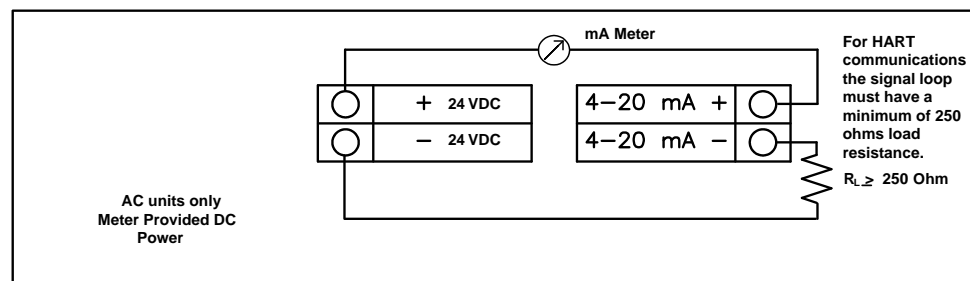 mA Meter
For HART
communications
the signal loop
must have a
minimum of 250
ohms load
resistance.
+ 24 VDC
− 24 VDC
4−20 mA +
4−20 mA −
RL ≥ 250 Ohm
AC units only
Meter Provided DC
Power